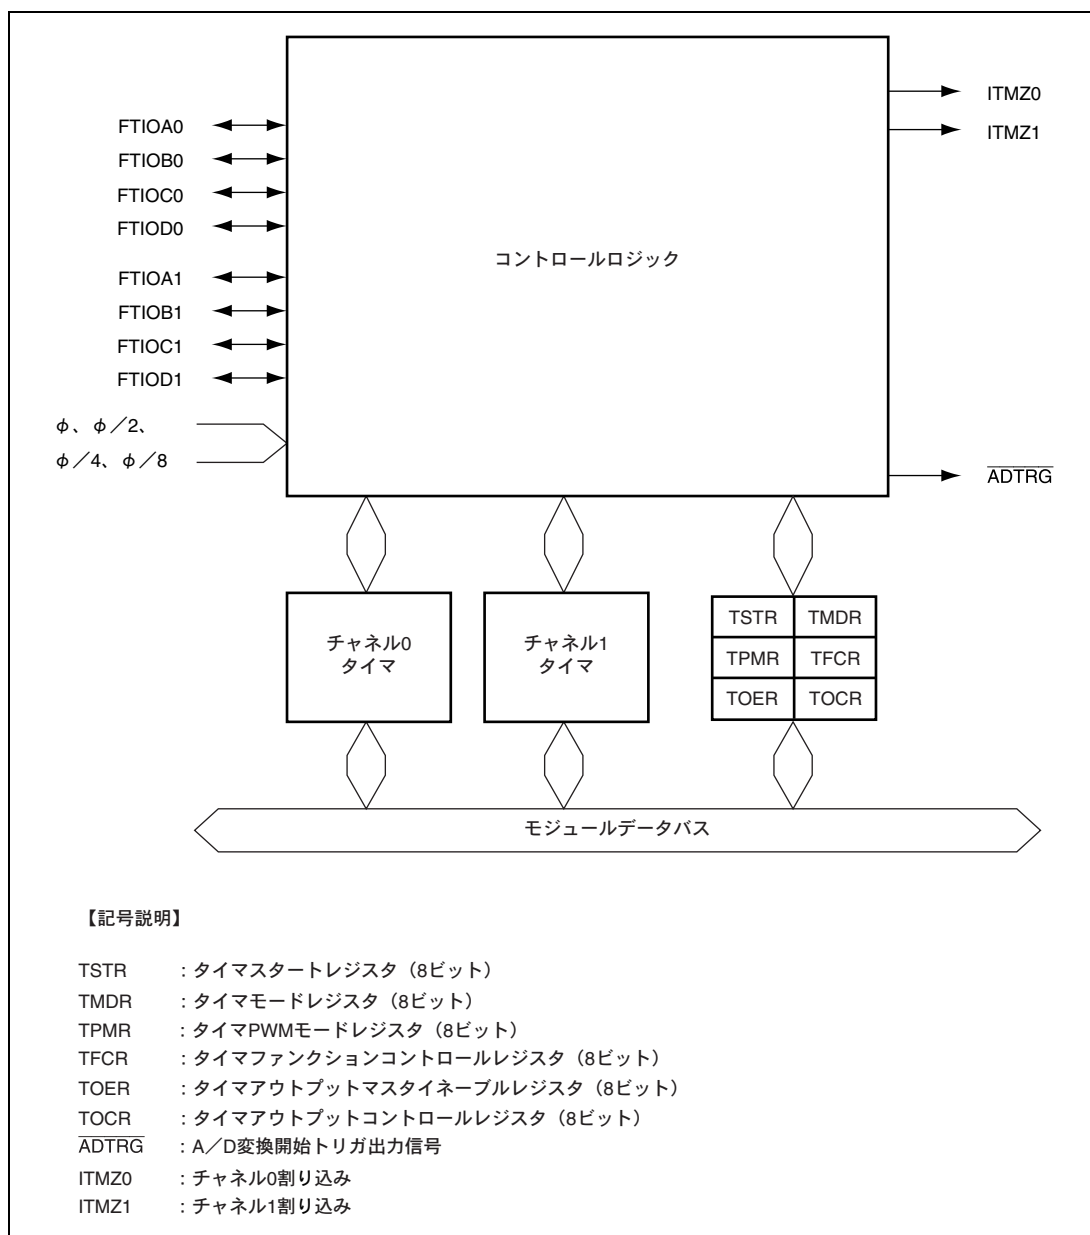 ITMZ0
ITMZ1
FTIOA0
FTIOB0
FTIOC0
FTIOD0
FTIOA1
FTIOB1
FTIOC1
FTIOD1
φ、φ／2、
φ／4、φ／8
コントロールロジック
ADTRG
チャネル0
タイマ
チャネル1
タイマ
TSTR TMDR
TPMR TFCR
TOER TOCR
モジュールデータバス
【記号説明】
TSTR ：タイマスタートレジスタ（8ビット）
TMDR ：タイマモードレジスタ（8ビット）
TPMR ：タイマPWMモードレジスタ（8ビット）
TFCR ：タイマファンクションコントロールレジスタ（8ビット）
TOER ：タイマアウトプットマスタイネーブルレジスタ（8ビット）
TOCR ：タイマアウトプットコントロールレジスタ（8ビット）
ADTRG ：A／D変換開始トリガ出力信号
ITMZ0 ：チャネル0割り込み
ITMZ1 ：チャネル1割り込み